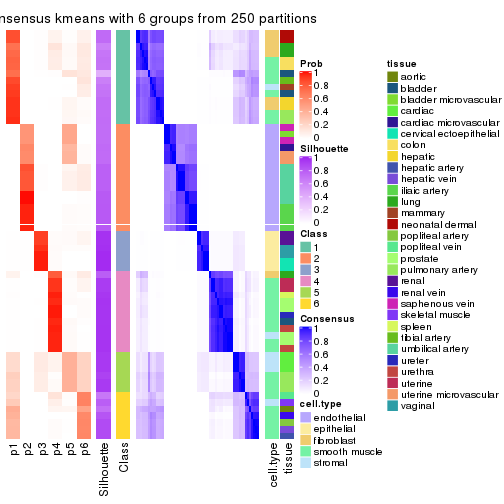 nsensus kmeans with 6 groups from 250 partitions
Prob
1
0.8
0.6
0.4
0.2
0
Silhouette
1
0.8
0.6
0.4
0.2
0
Class
1
2
3
4
5
6
Consensus
1
0.8
0.6
0.4
0.2
0
cell.type
endothelial
epithelial
fibroblast
smooth muscle
stromal
tissue
aortic
bladder
bladder microvascular
cardiac
cardiac microvascular
cervical ectoepithelial
colon
hepatic
hepatic artery
hepatic vein
iliaic artery
lung
mammary
neonatal dermal
popliteal artery
popliteal vein
prostate
pulmonary artery
renal
renal vein
saphenous vein
skeletal muscle
spleen
tibial artery
umbilical artery
ureter
urethra
uterine
uterine microvascular
vaginal
p1
p2
p3
p4
p5
p6
Silhouette
Class
cell.type
tissue